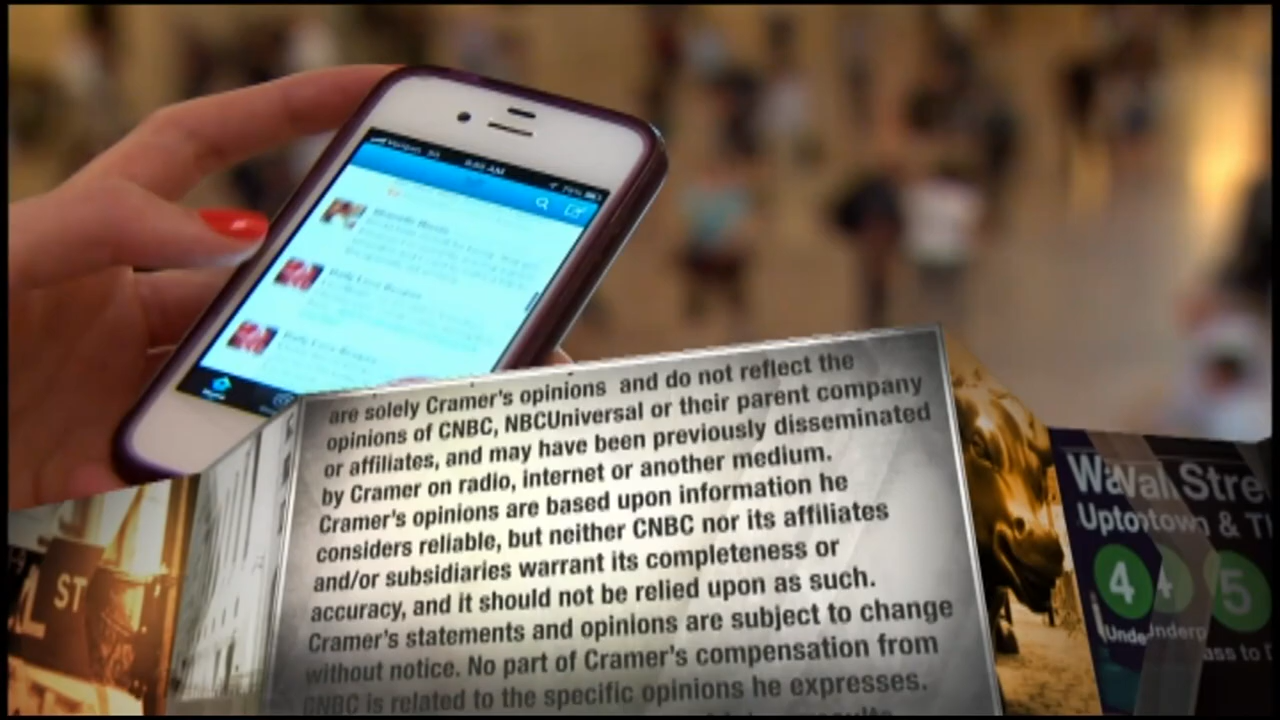 are solely Cramer's opinions and do not reflect the
opinions of CNBC, NBCUniversal or their parent company
or affiliates, and may have been previously disseminated
by Cramer on radio, internet or another medium.
Cramer's opinions are based upon information he
considers reliable, but neither CNBC nor its affiliates
and/or subsidiaries warrant its completeness or
accuracy, and it should not be relied upon as such.
Cramer's statements and opinions are subject to change
without notice. No part of Cramer's compensation from
CNBC is related to the specific opinions he expresses.
ST
4
4
5